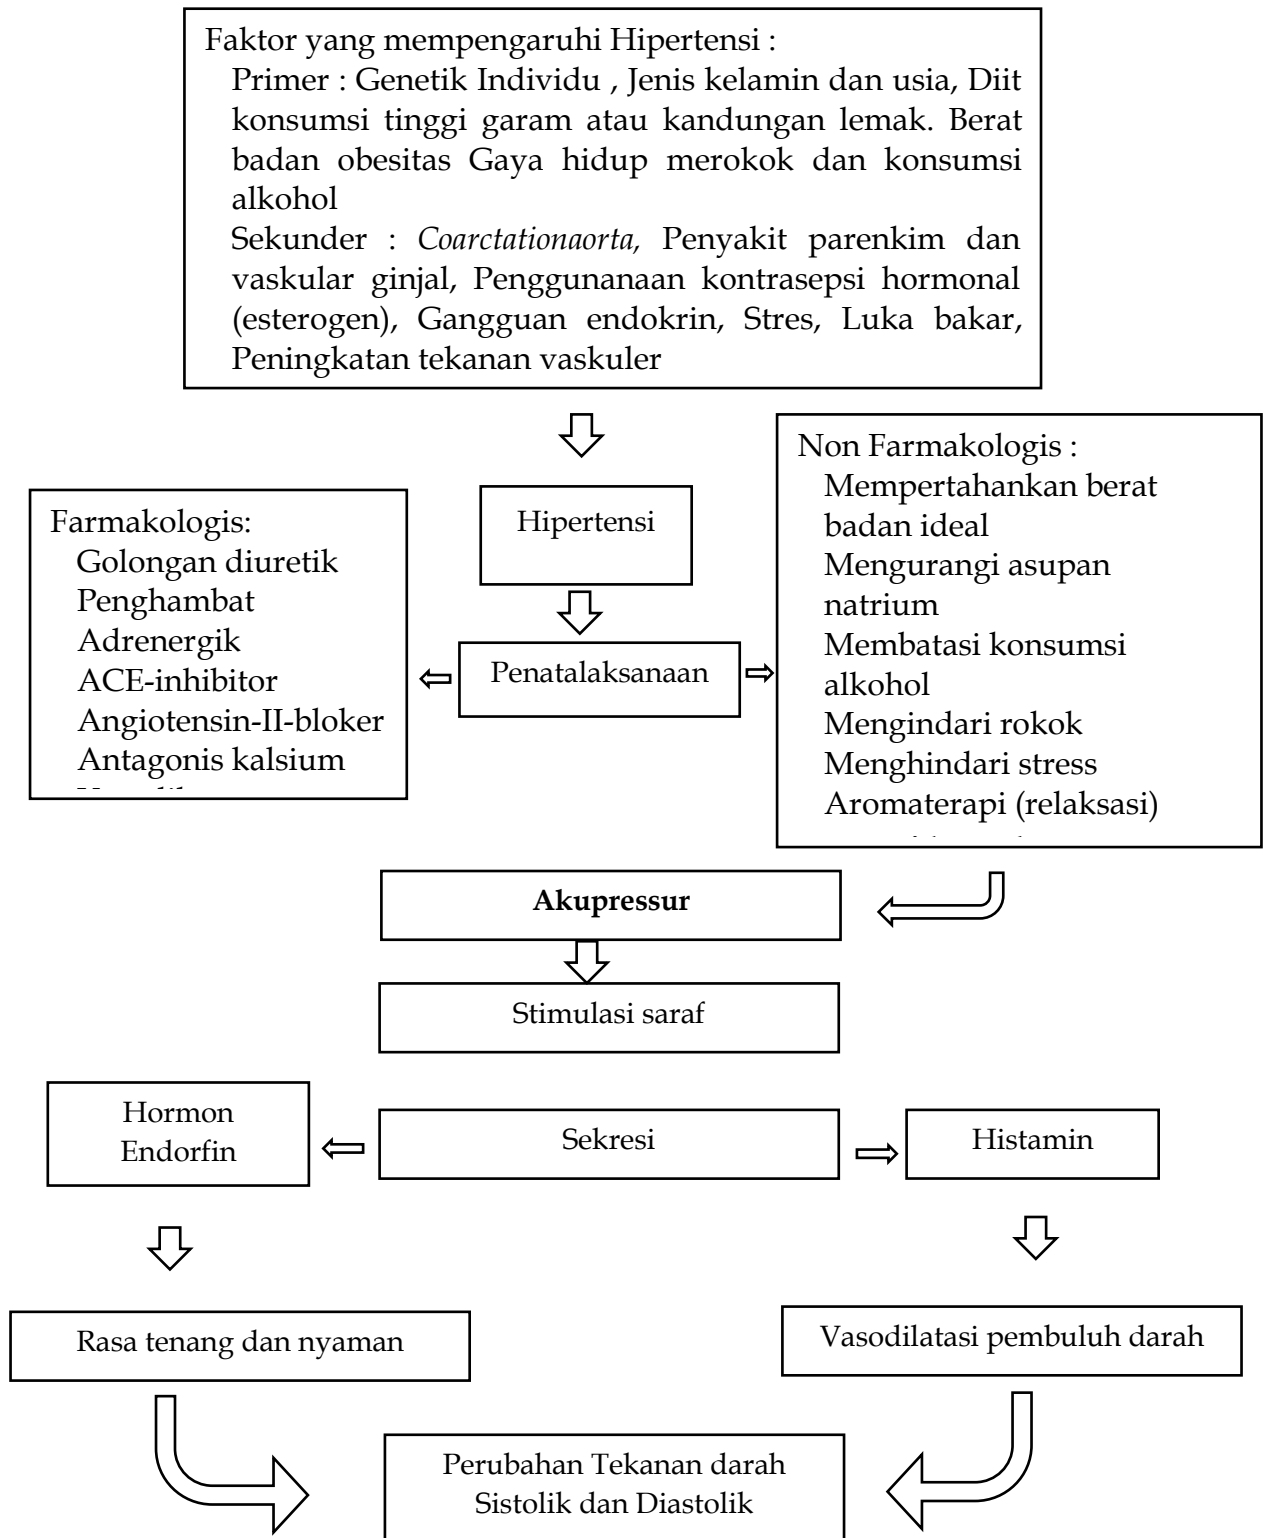 Faktor yang mempengaruhi Hipertensi :
Primer : Genetik Individu , Jenis kelamin dan usia, Diit
konsumsi tinggi garam atau kandungan lemak. Berat
badan obesitas Gaya hidup merokok dan konsumsi
alkohol
Sekunder : Coarctationaorta, Penyakit parenkim dan
vaskular ginjal, Penggunanaan kontrasepsi hormonal
(esterogen), Gangguan endokrin, Stres, Luka bakar,
Peningkatan tekanan vaskuler
Hipertensi
Farmakologis:
Golongan diuretik
Penghambat
Adrenergik
ACE-inhibitor
Angiotensin-II-bloker
Antagonis kalsium
Penatalaksanaan
Non Farmakologis :
Mempertahankan berat
badan ideal
Mengurangi asupan
natrium
Membatasi konsumsi
alkohol
Mengindari rokok
Menghindari stress
Aromaterapi (relaksasi)
Akupressur
Stimulasi saraf
Hormon
Endorfin
Sekresi
Histamin
Rasa tenang dan nyaman
Vasodilatasi pembuluh darah
Perubahan Tekanan darah
Sistolik dan Diastolik